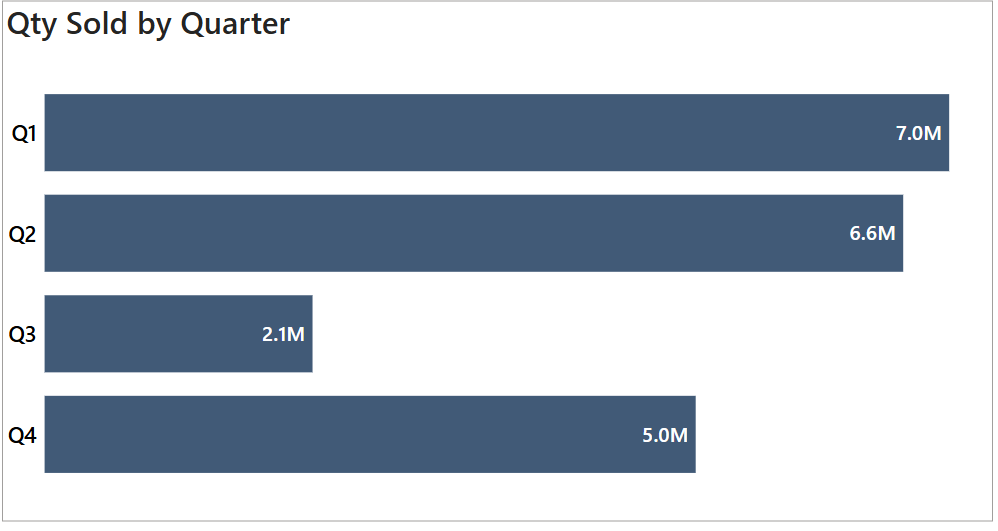 Qty Sold by Quarter
Q1 7.0M
Q2 6.6M
Q3 2.1M
Q4 5.0M